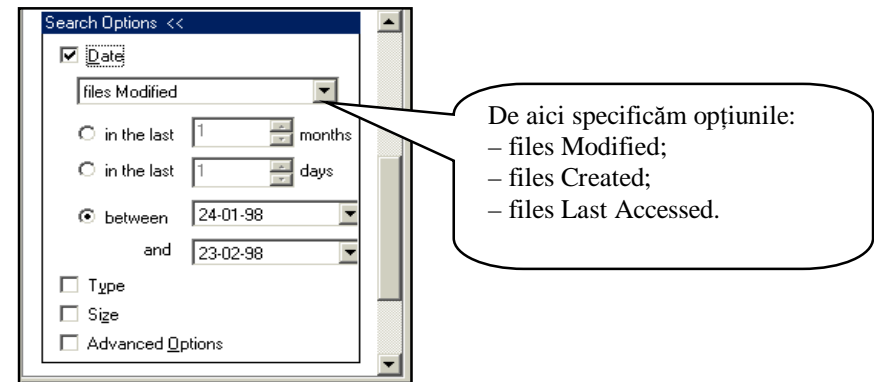 Search Options <<
Date
files Modified
in the last 1 months
in the last 1 days
between 24-01-98
and 23-02-98
Type
Size
Advanced Options
De aici specificăm opțiunile:
– files Modified;
– files Created;
– files Last Accessed.